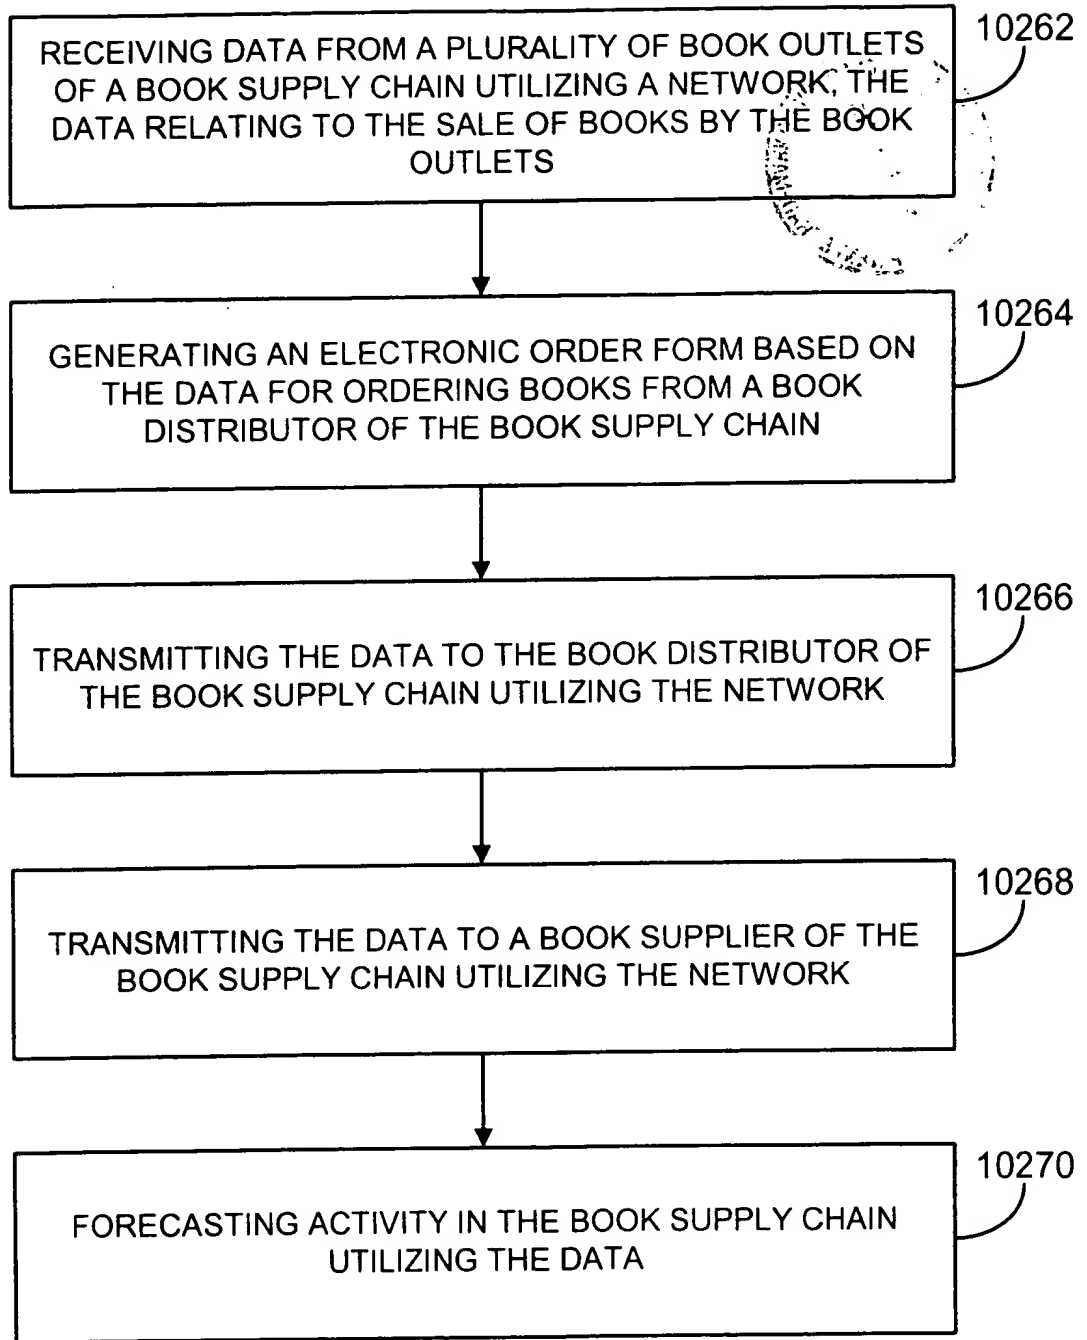 RECEIVING DATA FROM A PLURALITY OF BOOK OUTLETS
OF A BOOK SUPPLY CHAIN UTILIZING A NETWORK, THE
DATA RELATING TO THE SALE OF BOOKS BY THE BOOK
OUTLETS
10262
GENERATING AN ELECTRONIC ORDER FORM BASED ON
THE DATA FOR ORDERING BOOKS FROM A BOOK
DISTRIBUTOR OF THE BOOK SUPPLY CHAIN
10264
TRANSMITTING THE DATA TO THE BOOK DISTRIBUTOR OF
THE BOOK SUPPLY CHAIN UTILIZING THE NETWORK
10266
TRANSMITTING THE DATA TO A BOOK SUPPLIER OF THE
BOOK SUPPLY CHAIN UTILIZING THE NETWORK
10268
FORECASTING ACTIVITY IN THE BOOK SUPPLY CHAIN
UTILIZING THE DATA
10270